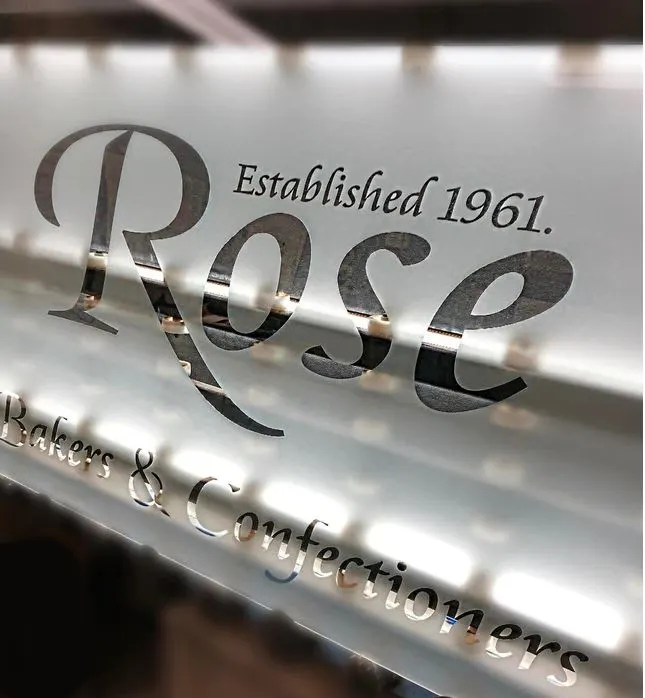 Established 1961.
Rose
Bakers & Confectioners